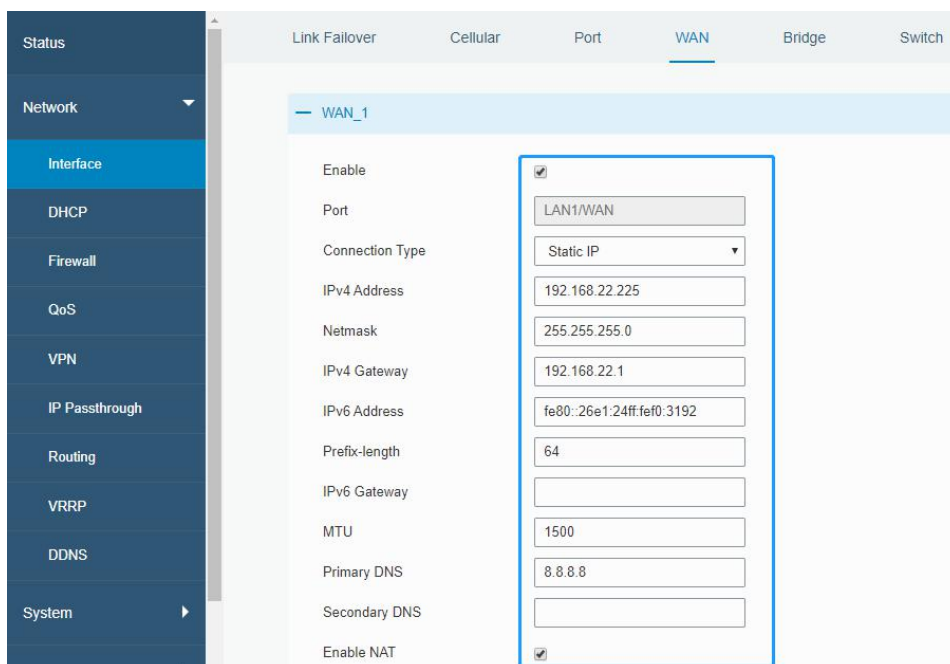 Status
Network
Interface
DHCP
Firewall
QoS
VPN
IP Passthrough
Routing
VRRP
DDNS
System
Link Failover Cellular Port WAN Bridge Switch
WAN_1
Enable
Port LAN1/WAN
Connection Type Static IP
IPv4 Address 192.168.22.225
Netmask 255.255.255.0
IPv4 Gateway 192.168.22.1
IPv6 Address fe80::26e1:24ff:fef0:3192
Prefix-length 64
IPv6 Gateway
MTU 1500
Primary DNS 8.8.8.8
Secondary DNS
Enable NAT